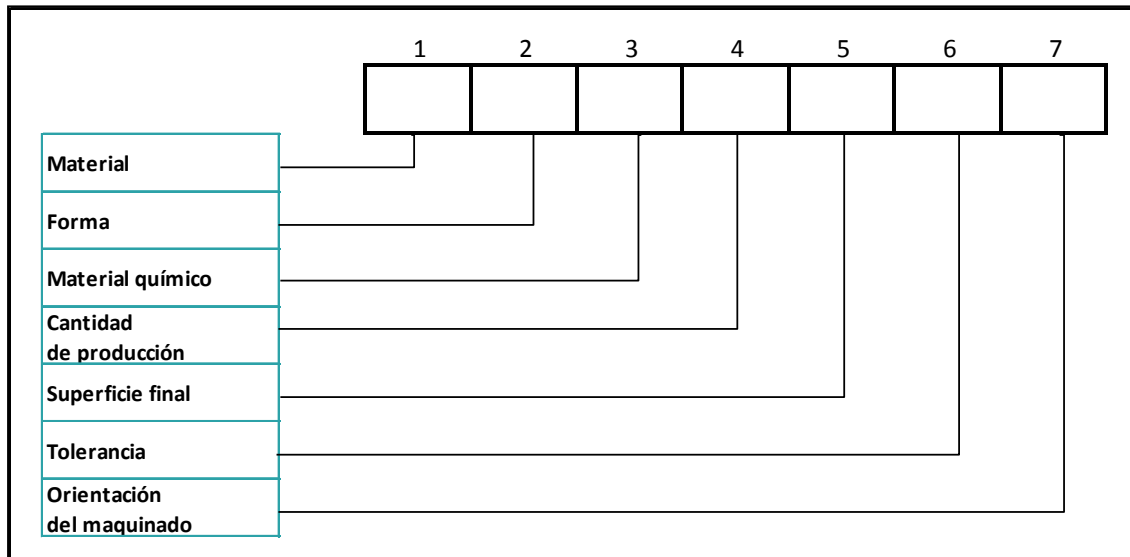 1 2 3 4 5 6 7
Material
Forma
Material químico
Cantidad
de producción
Superficie final
Tolerancia
Orientación
del maquinado